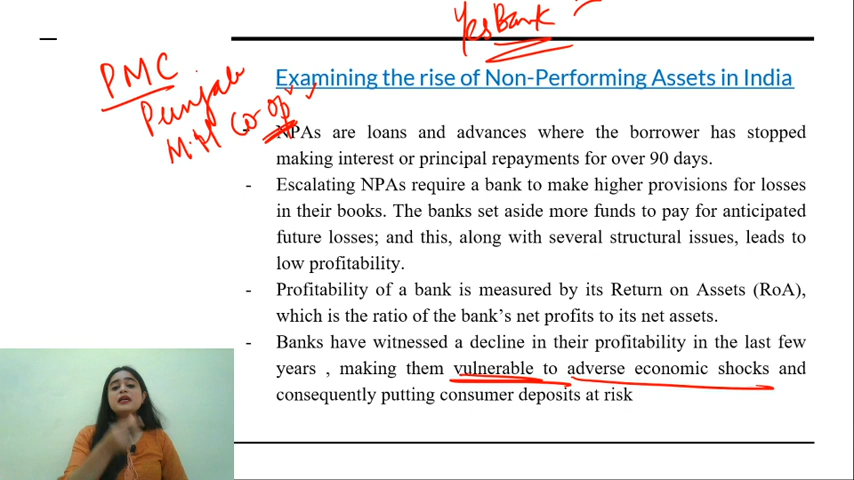 Yes Bank
PMC
Punjab
M.H Co-op
Examining the rise of Non-Performing Assets in India
- NPAs are loans and advances where the borrower has stopped
making interest or principal repayments for over 90 days.
- Escalating NPAs require a bank to make higher provisions for losses
in their books. The banks set aside more funds to pay for anticipated
future losses; and this, along with several structural issues, leads to
low profitability.
- Profitability of a bank is measured by its Return on Assets (RoA),
which is the ratio of the bank’s net profits to its net assets.
- Banks have witnessed a decline in their profitability in the last few
years , making them vulnerable to adverse economic shocks and
consequently putting consumer deposits at risk